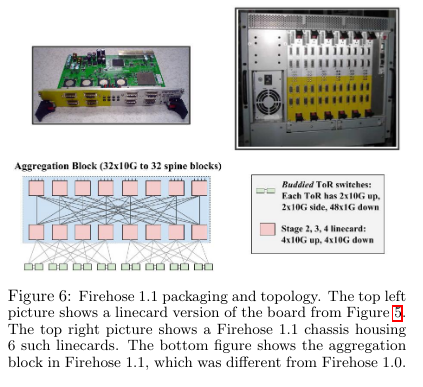 Aggregation Block (32x10G to 32 spine blocks)
Buddied ToR switches:
Each ToR has 2x10G up,
2x10G side, 48x1G down
Stage 2, 3, 4 linecard:
4x10G up, 4x10G down
Figure 6: Firehose 1.1 packaging and topology. The top left
picture shows a linecard version of the board from Figure 5.
The top right picture shows a Firehose 1.1 chassis housing
6 such linecards. The bottom figure shows the aggregation
block in Firehose 1.1, which was different from Firehose 1.0.